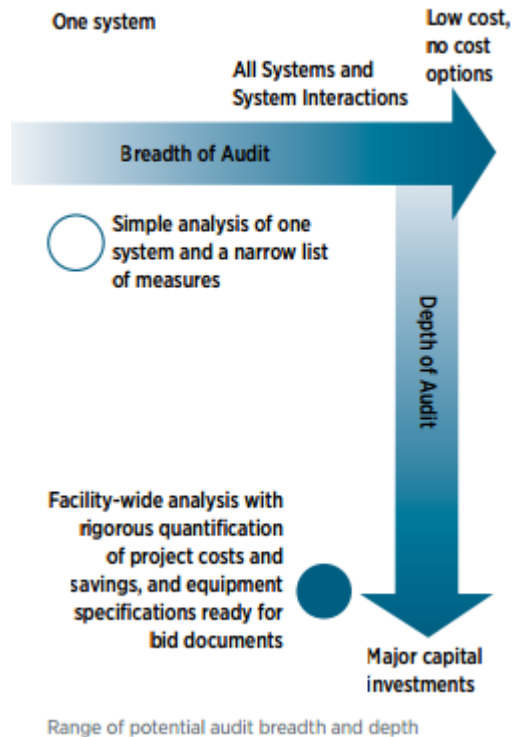 One system
Low cost,
no cost
options
All Systems and
System Interactions
Breadth of Audit
Simple analysis of one
system and a narrow list
of measures
Depth of Audit
Facility-wide analysis with
rigorous quantification
of project costs and
savings, and equipment
specifications ready for
bid documents
Major capital
investments
Range of potential audit breadth and depth